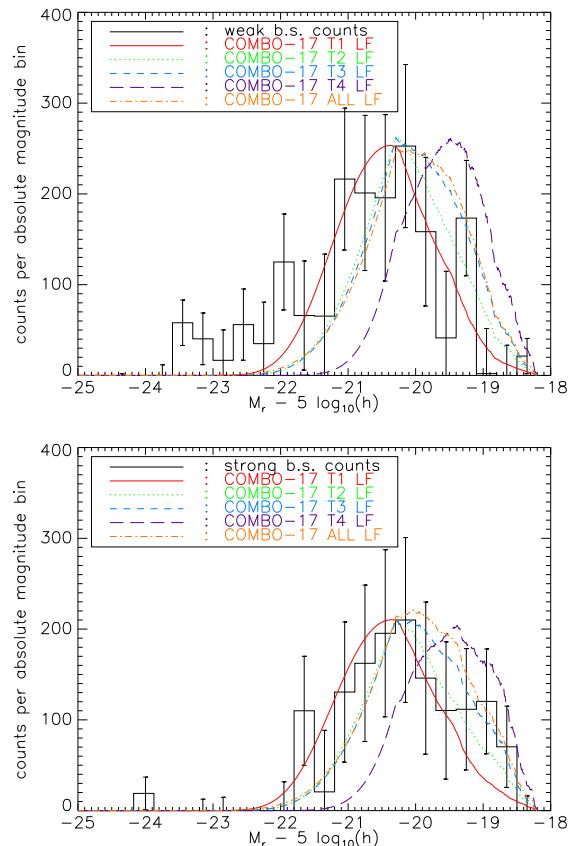 400
: weak b.s. counts
: COMBO−17 T1 LF
: COMBO−17 T2 LF
: COMBO−17 T3 LF
: COMBO−17 T4 LF
: COMBO−17 ALL LF
300
200
100
0
counts per absolute magnitude bin
−25 −24 −23 −22 −21 −20 −19 −18
M_r − 5 log_10(h)
400
: strong b.s. counts
: COMBO−17 T1 LF
: COMBO−17 T2 LF
: COMBO−17 T3 LF
: COMBO−17 T4 LF
: COMBO−17 ALL LF
300
200
100
0
counts per absolute magnitude bin
−25 −24 −23 −22 −21 −20 −19 −18
M_r − 5 log_10(h)